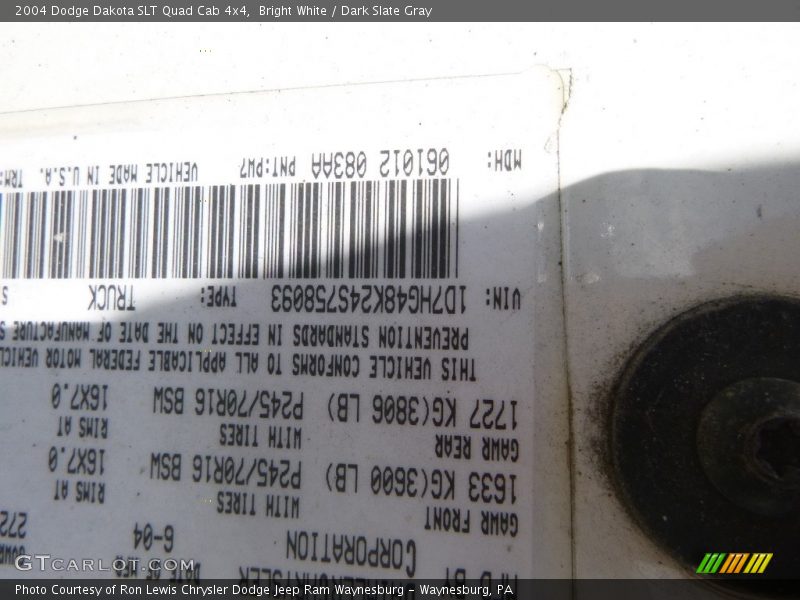 2004 Dodge Dakota SLT Quad Cab 4x4, Bright White / Dark Slate Gray
DATE OF MFR 6-04
CORPORATION
GAWR FRONT WITH TIRES RIMS AT
1633 KG(3600 LB) P245/70R16 BSW 16X7.0
GAWR REAR WITH TIRES RIMS AT
1727 KG(3806 LB) P245/70R16 BSW 16X7.0
THIS VEHICLE CONFORMS TO ALL APPLICABLE FEDERAL MOTOR
PREVENTION STANDARDS IN EFFECT ON THE DATE OF MANUFACTURE
VIN: 1D7HG48K24S758093 TYPE: TRUCK
MDH: 061012 083AA PNT:PW7 VEHICLE MADE IN U.S.A. TRM:
GTCARLOT.COM
Photo Courtesy of Ron Lewis Chrysler Dodge Jeep Ram Waynesburg – Waynesburg, PA